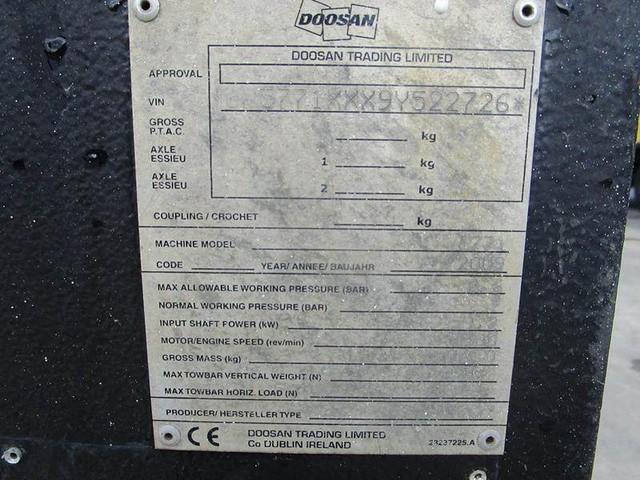 DOOSAN
DOOSAN TRADING LIMITED
APPROVAL
VIN 5771XXX9Y522726*
GROSS
P.T.A.C. kg
AXLE
ESSIEU 1 kg
AXLE
ESSIEU 2 kg
COUPLING / CROCHET kg
MACHINE MODEL
CODE YEAR/ ANNEE/ BAUJAHR
MAX ALLOWABLE WORKING PRESSURE (BAR)
NORMAL WORKING PRESSURE (BAR)
INPUT SHAFT POWER (kW)
MOTOR/ENGINE SPEED (rev/min)
GROSS MASS (kg)
MAX TOWBAR VERTICAL WEIGHT (N)
MAX TOWBAR HORIZ. LOAD (N)
PRODUCER/ HERSTELLER TYPE
CE DOOSAN TRADING LIMITED
Co DUBLIN IRELAND 23237225.A